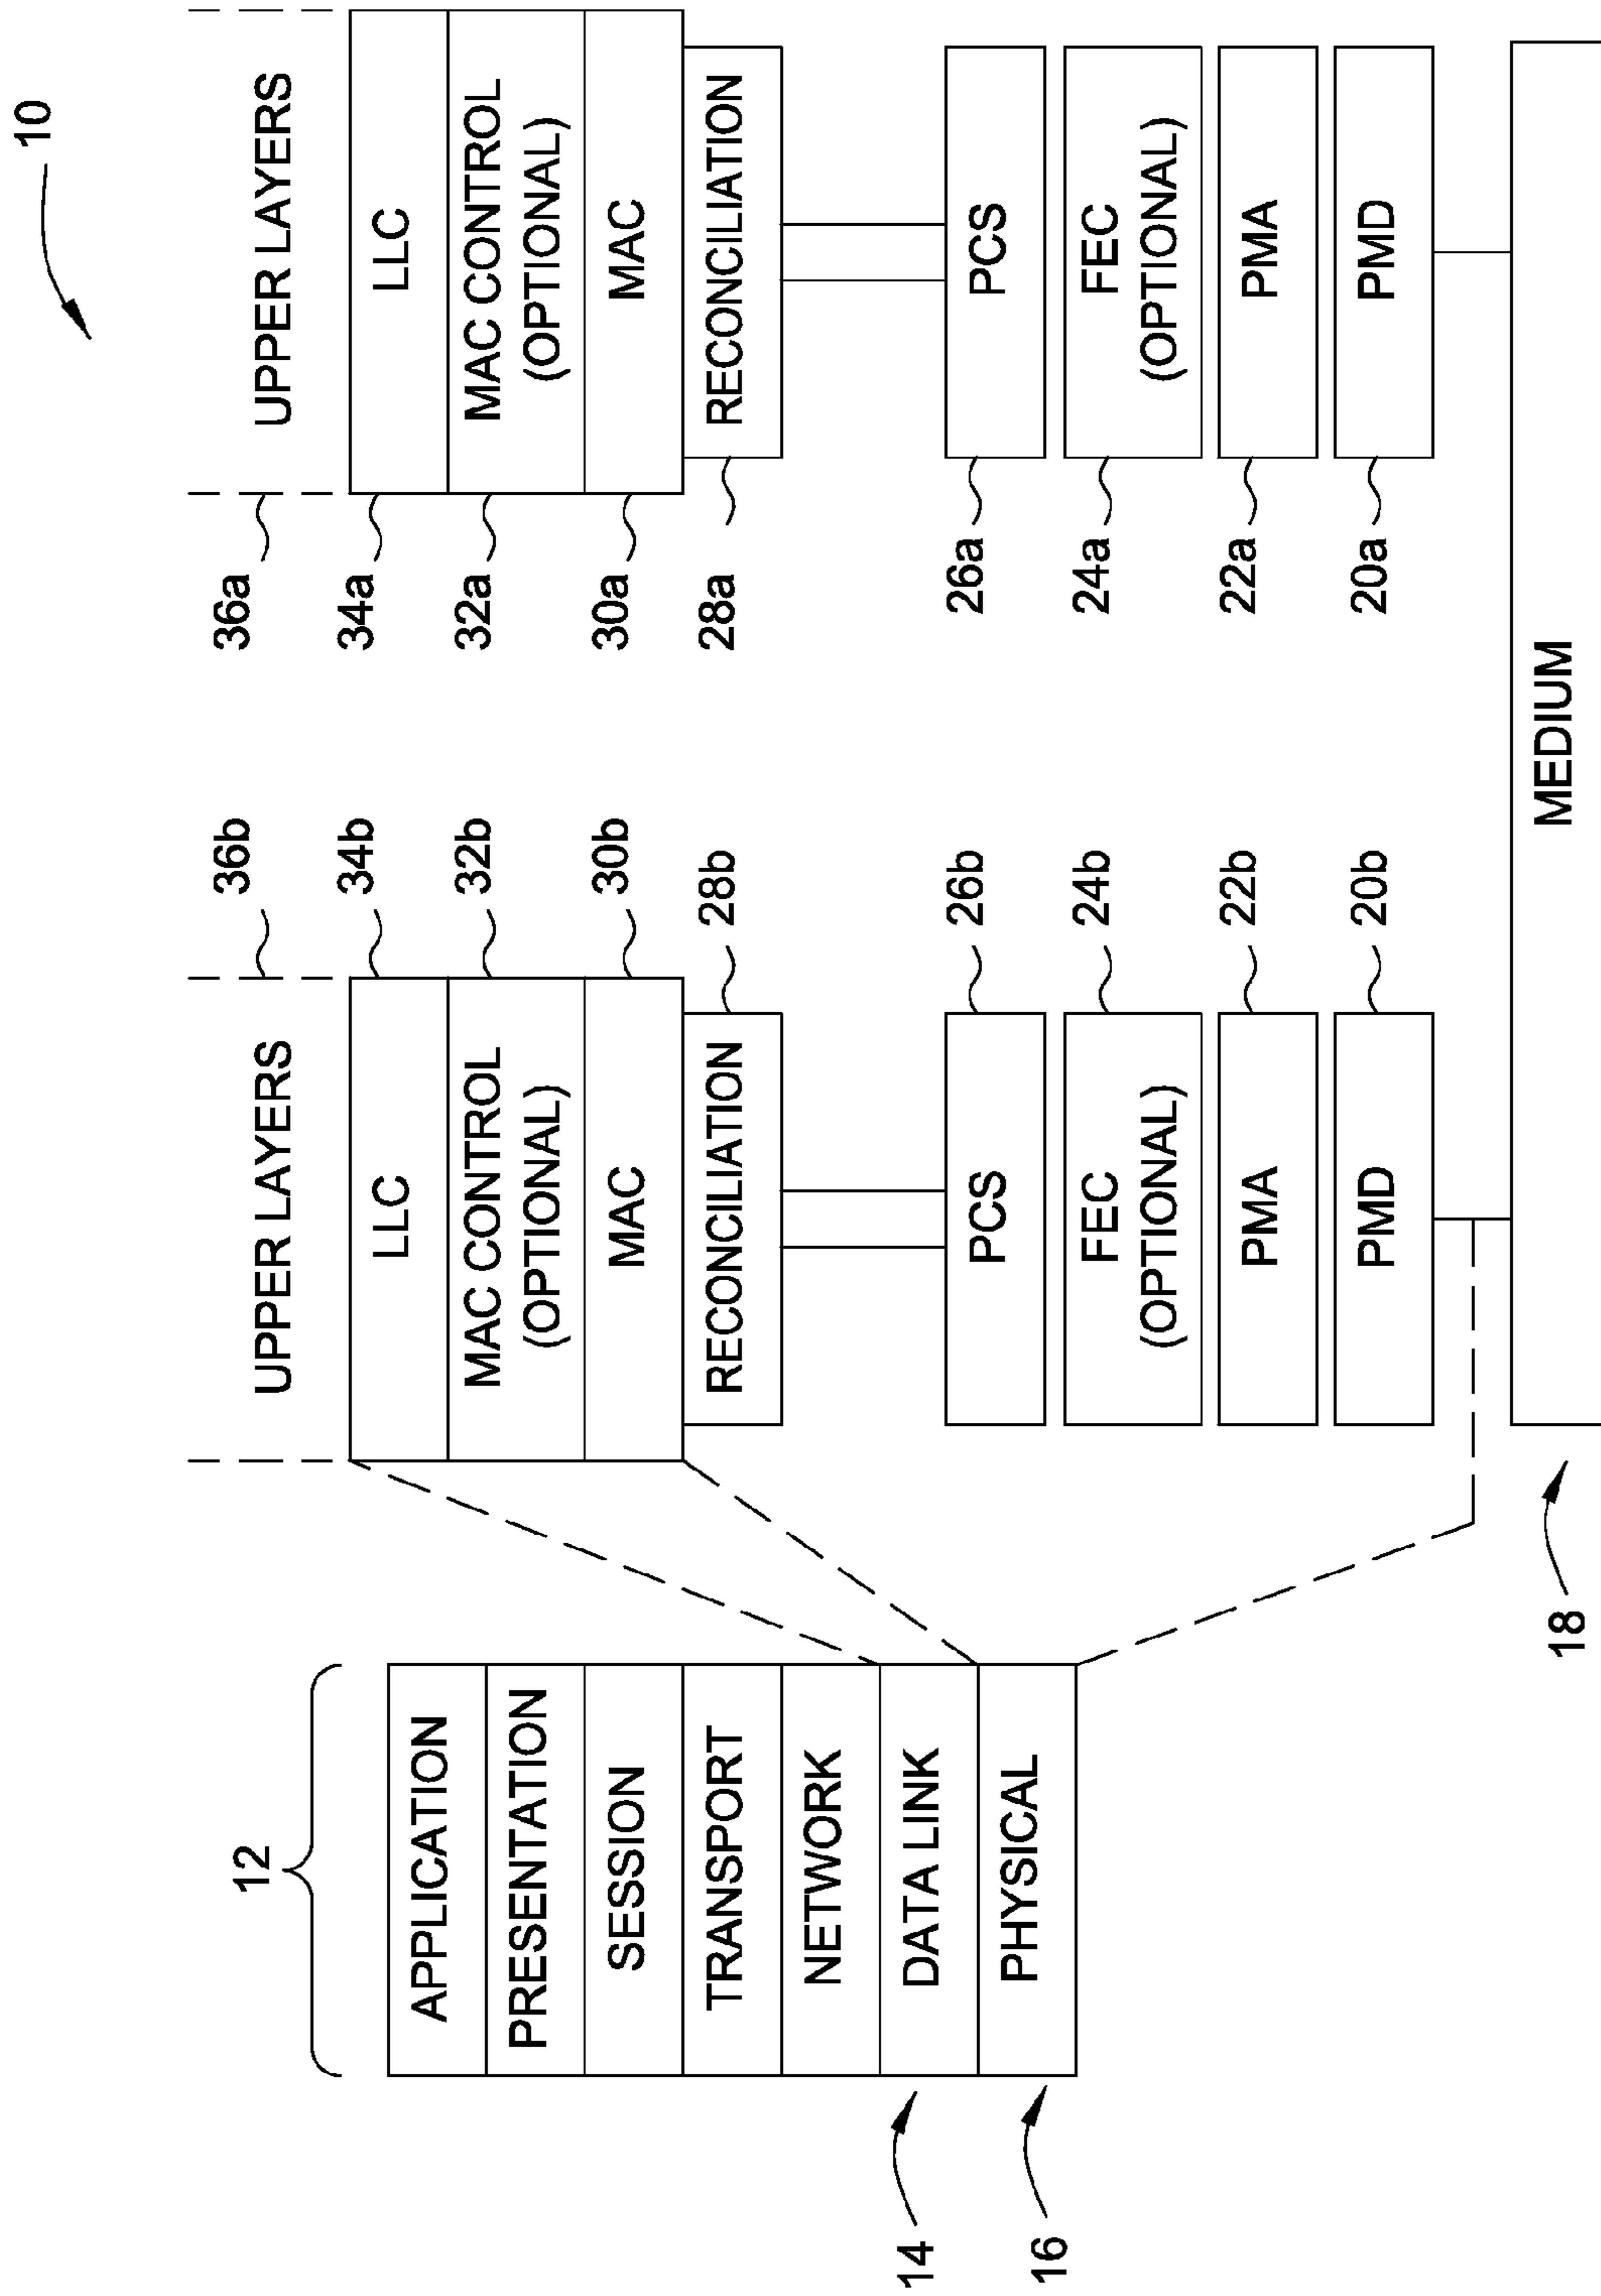 10
12
APPLICATION
PRESENTATION
SESSION
TRANSPORT
NETWORK
DATA LINK
PHYSICAL
14
16
UPPER LAYERS
LLC
MAC CONTROL
(OPTIONAL)
MAC
RECONCILIATION
PCS
FEC
(OPTIONAL)
PMA
PMD
36b
34b
32b
30b
28b
26b
24b
22b
20b
36a
34a
32a
30a
28a
26a
24a
22a
20a
UPPER LAYERS
LLC
MAC CONTROL
(OPTIONAL)
MAC
RECONCILIATION
PCS
FEC
(OPTIONAL)
PMA
PMD
MEDIUM
18